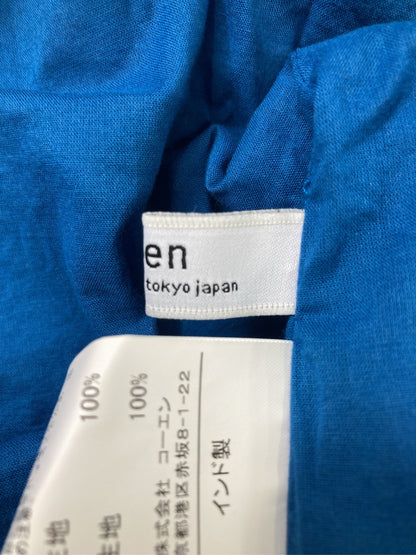 en
tokyo japan
生地 100%
地 100%
株式会社 コーエン
京都港区赤坂8-1-22
インド製